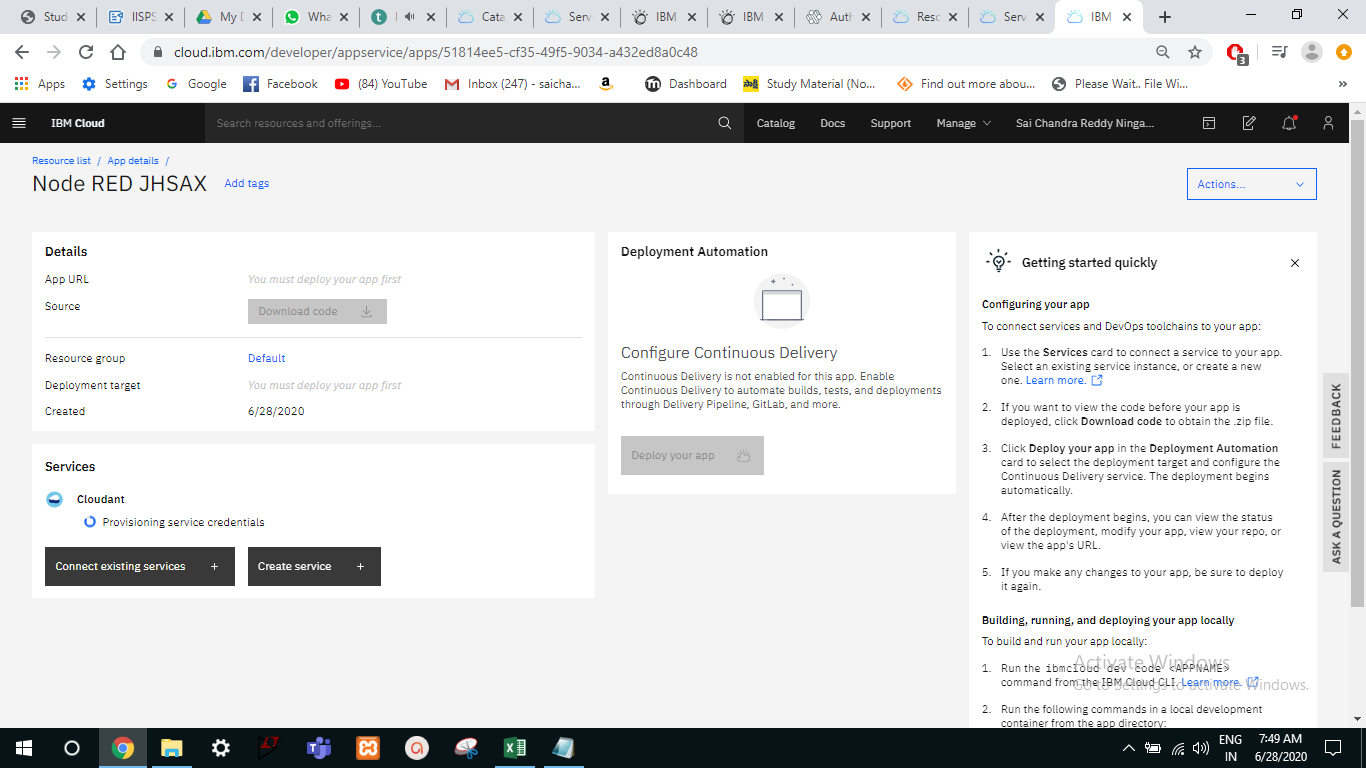 Stud
IISPS
My D
Wha
Cata
Serv
IBM
IBM
Auth
Reso
Serv
IBM
cloud.ibm.com/developer/appservice/apps/51814ee5-cf35-49f5-9034-a432ed8a0c48
3
Apps
Settings
Google
Facebook
(84) YouTube
Inbox (247) - saicha...
Dashboard
Study Material (No...
Find out more abou...
Please Wait.. File Wi...
»
IBM Cloud
Search resources and offerings...
Catalog
Docs
Support
Manage
Sai Chandra Reddy Ninga...
Resource list / App details /
Node RED JHSAX
Add tags
Actions...
Details
App URL
You must deploy your app first
Source
Download code
Resource group
Default
Deployment target
You must deploy your app first
Created
6/28/2020
Services
Cloudant
Provisioning service credentials
Connect existing services +
Create service +
Deployment Automation
Configure Continuous Delivery
Continuous Delivery is not enabled for this app. Enable
Continuous Delivery to automate builds, tests, and deployments
through Delivery Pipeline, GitLab, and more.
Deploy your app
Getting started quickly
Configuring your app
To connect services and DevOps toolchains to your app:
1. Use the Services card to connect a service to your app.
Select an existing service instance, or create a new
one. Learn more.
2. If you want to view the code before your app is
deployed, click Download code to obtain the .zip file.
3. Click Deploy your app in the Deployment Automation
card to select the deployment target and configure the
Continuous Delivery service. The deployment begins
automatically.
4. After the deployment begins, you can view the status
of the deployment, modify your app, view your repo, or
view the app's URL.
5. If you make any changes to your app, be sure to deploy
it again.
Building, running, and deploying your app locally
To build and run your app locally:
1. Run the ibmcloud dev code <APPNAME>
command from the IBM Cloud CLI. Learn more.
2. Run the following commands in a local development
container from the app directory:
FEEDBACK
ASK A QUESTION
Activate Windows
Go to Settings to activate Windows.
ENG
IN
7:49 AM
6/28/2020